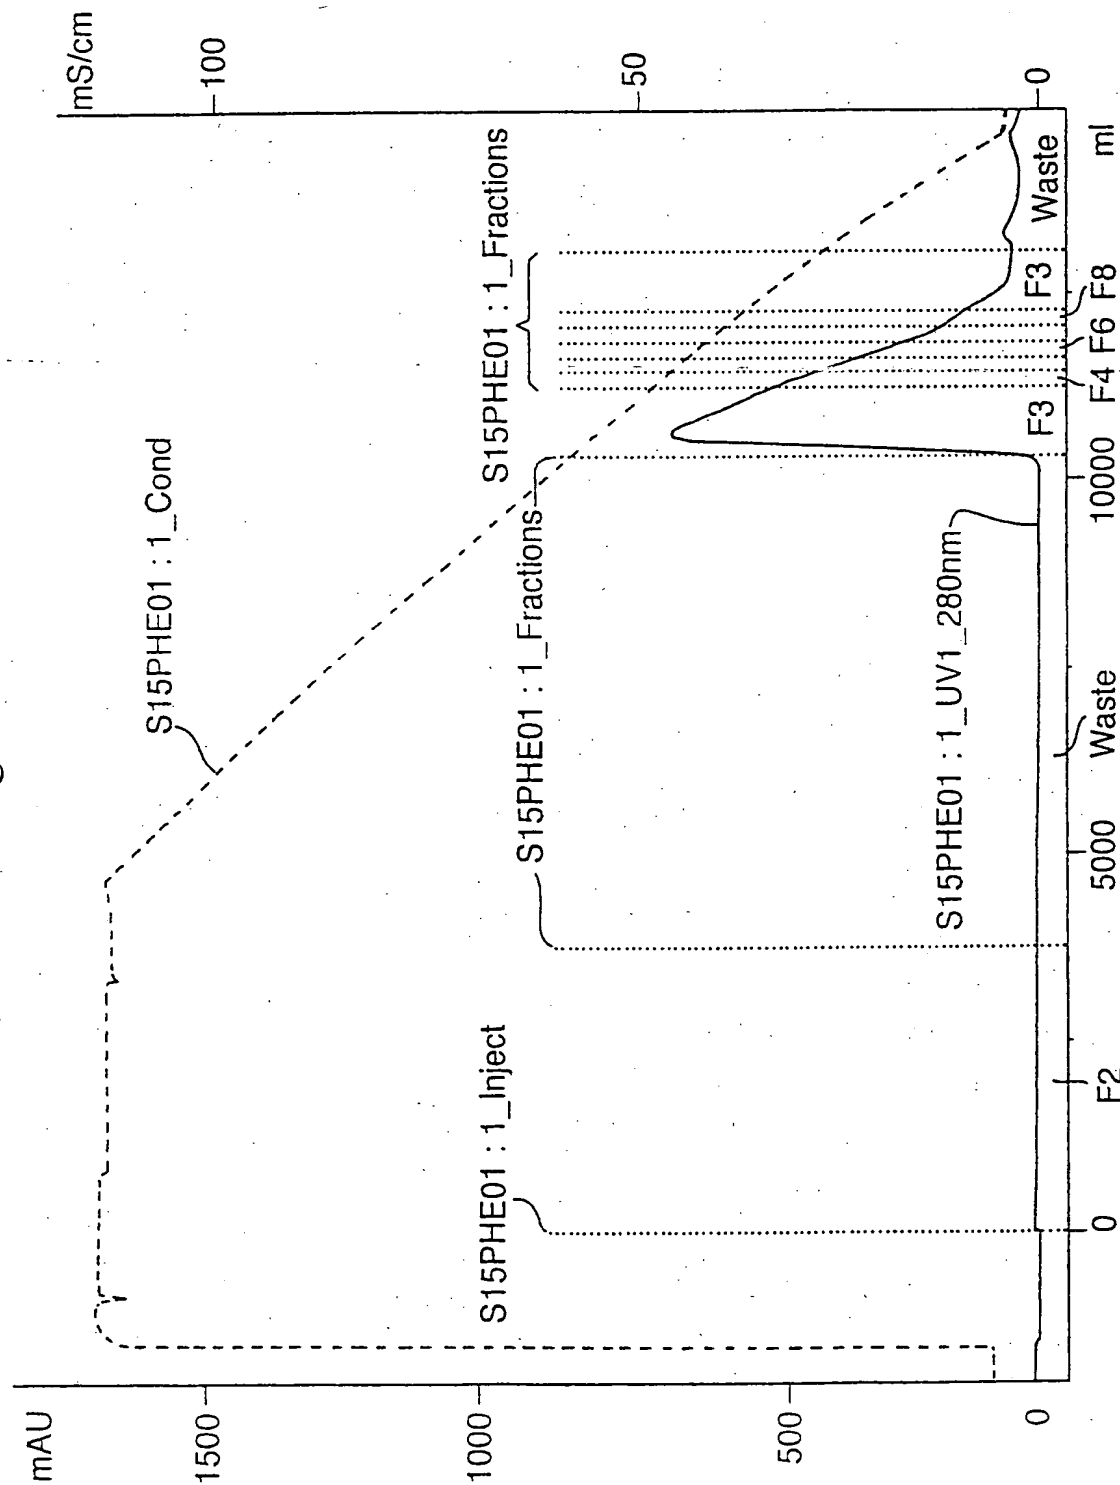 mAU
1500
1000
500
0
mS/cm
100
50
0
S15PHE01 : 1_Cond
S15PHE01 : 1_Inject
S15PHE01 : 1_Fractions
S15PHE01 : 1_Fractions
S15PHE01 : 1_UV1_280nm
F3
F3
Waste
0
F2
5000
Waste
10000
F4
F6
F8
ml